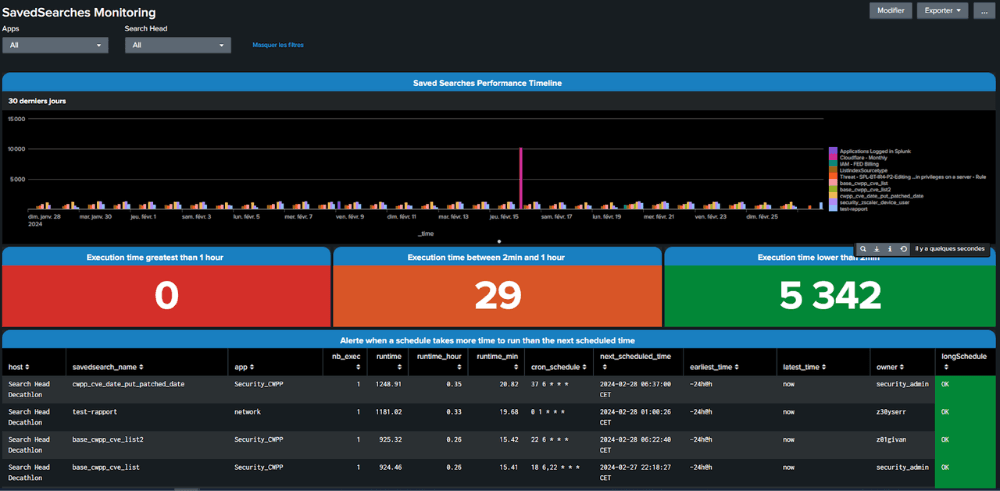 SavedSearches Monitoring
Modifier
Exporter
...
Apps
Search Head
All
All
Masquer les filtres
Saved Searches Performance Timeline
30 derniers jours
15 000
10 000
5 000
dim. janv. 28
2024
mar. janv. 30
jeu. févr. 1
sam. févr. 3
lun. févr. 5
mer. févr. 7
ven. févr. 9
dim. févr. 11
mar. févr. 13
jeu. févr. 15
sam. févr. 17
lun. févr. 19
mer. févr. 21
ven. févr. 23
dim. févr. 25
_time
Applications Logged in Splunk
Cloudflare - Monthly
IAM - FED Billing
ListIndexSourcetype
Threat - SPL-BT-IR4-P2-Editing ...in privileges on a server - Rule
base_cwpp_cve_list
base_cwpp_cve_list2
cwpp_cve_date_put_patched_date
security_zscaler_device_user
test-rapport
Il y a quelques secondes
Execution time greatest than 1 hour
0
Execution time between 2min and 1 hour
29
Execution time lower than 2min
5 342
Alerte when a schedule takes more time to run than the next scheduled time
host savedsearch_name app nb_exec runtime runtime_hour runtime_min cron_schedule next_scheduled_time earliest_time latest_time owner longSchedule
Search Head cwpp_cve_date_put_patched_date Security_CWPP 1 1248.91 0.35 20.82 37 6 * * * 2024-02-28 06:37:00 -24h@h now security_admin OK
Decathlon CET
Search Head test-rapport network 1 1181.02 0.33 19.68 0 1 * * * 2024-02-28 01:00:26 -24h@h now z30yserr OK
Decathlon CET
Search Head base_cwpp_cve_list2 Security_CWPP 1 925.32 0.26 15.42 22 6 * * * 2024-02-28 06:22:40 -24h@h now z01givan OK
Decathlon CET
Search Head base_cwpp_cve_list Security_CWPP 1 924.46 0.26 15.41 18 6,22 * * * 2024-02-27 22:18:27 -24h@h now security_admin OK
Decathlon CET